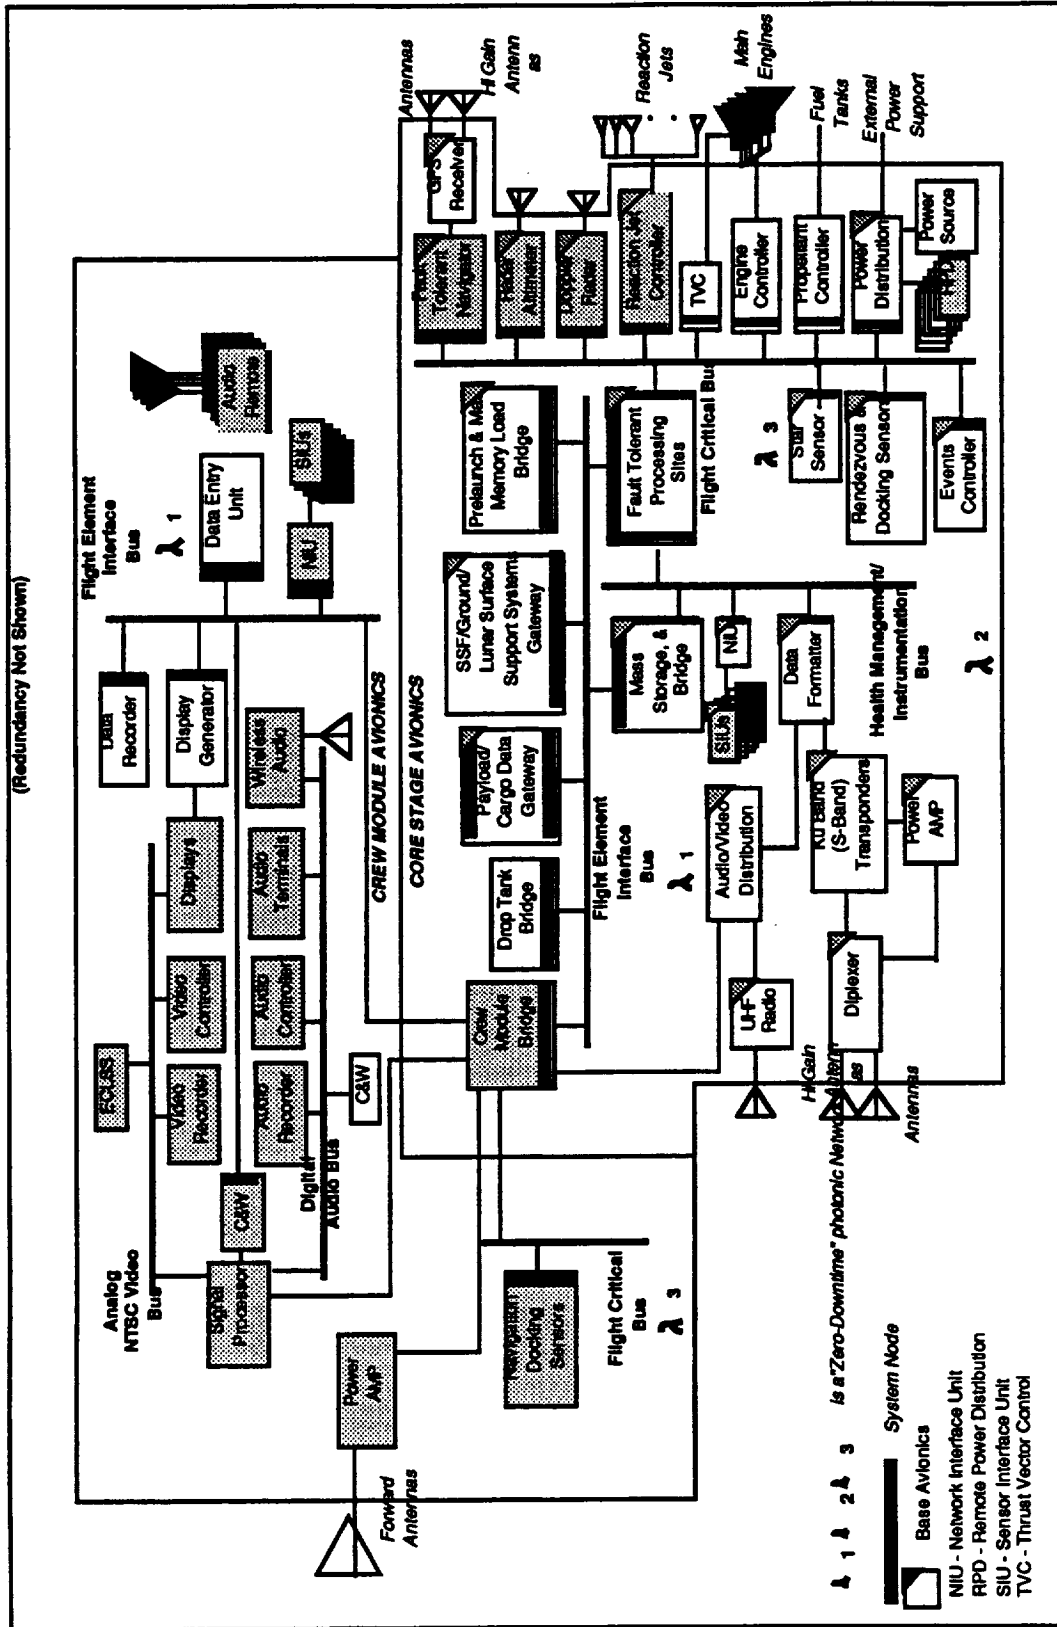 (Redundancy Not Shown)
Flight Element
Interface
Bus
λ 1
Data
Recorder
Display
Generator
Data Entry
Unit
Audio
Remote
NIU
SIUs
ECLSS
Video
Recorder
Video
Controller
Displays
Audio
Recorder
Audio
Controller
Audio
Terminals
Wireless
Audio
Analog
NTSC Video
Bus
Signal
Processor
C&W
Digital
Audio Bus
C&W
Power
AMP
Forward
Antennas
Navigation
Docking
Sensors
Flight Critical
Bus
λ 3
CREW MODULE AVIONICS
CORE STAGE AVIONICS
Crew
Module
Bridge
Drop Tank
Bridge
Payload/
Cargo Data
Gateway
SSF/Ground/
Lunar Surface
Support Systems
Gateway
Prelaunch &
Memory Load
Bridge
Flight Element
Interface
Bus
λ 1
Fault Tolerant
Processing
Sites
Flight Critical Bus
λ 3
Mass
Storage, &
Bridge
NIU
SIUs
Data
Formatter
Health Management/
Instrumentation
Bus
λ 2
Audio/Video
Distribution
UHF
Radio
Ku Band
(S-Band)
Transponders
Power
AMP
Diplexer
Hi Gain
Antenn
as
Antennas
Fault
Tolerant
Navigator
GPS
Receiver
Antennas
Hi Gain
Antenn
as
Radar
Altimeter
Doppler
Radar
Reaction Jet
Controller
Reaction
Jets
TVC
Engine
Controller
Main
Engines
Propellant
Controller
Fuel
Tanks
Power
Distribution
External
Power
Support
Power
Source
RPD
Star
Sensor
Rendezvous &
Docking Sensors
Events
Controller
λ 1 λ 2 λ 3 Is a "Zero-Downtime" photonic Network
System Node
Base Avionics
NIU - Network Interface Unit
RPD - Remote Power Distribution
SIU - Sensor Interface Unit
TVC - Thrust Vector Control